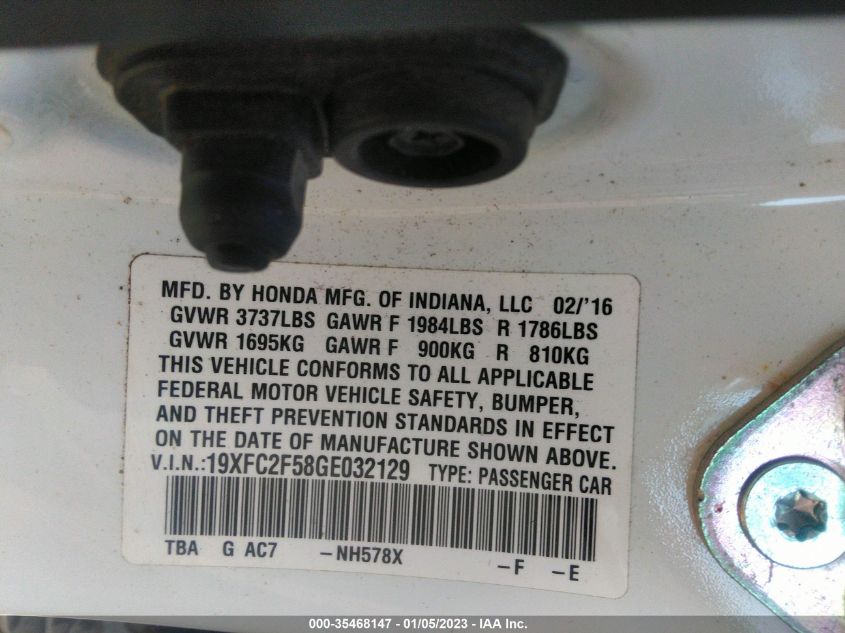 MFD. BY HONDA MFG. OF INDIANA, LLC 02/'16
GVWR 3737LBS GAWR F 1984LBS R 1786LBS
GVWR 1695KG GAWR F 900KG R 810KG
THIS VEHICLE CONFORMS TO ALL APPLICABLE
FEDERAL MOTOR VEHICLE SAFETY, BUMPER,
AND THEFT PREVENTION STANDARDS IN EFFECT
ON THE DATE OF MANUFACTURE SHOWN ABOVE.
V.I.N.:19XFC2F58GE032129 TYPE: PASSENGER CAR
TBA G AC7 -NH578X -F -E
000-35468147 - 01/05/2023 - IAA Inc.